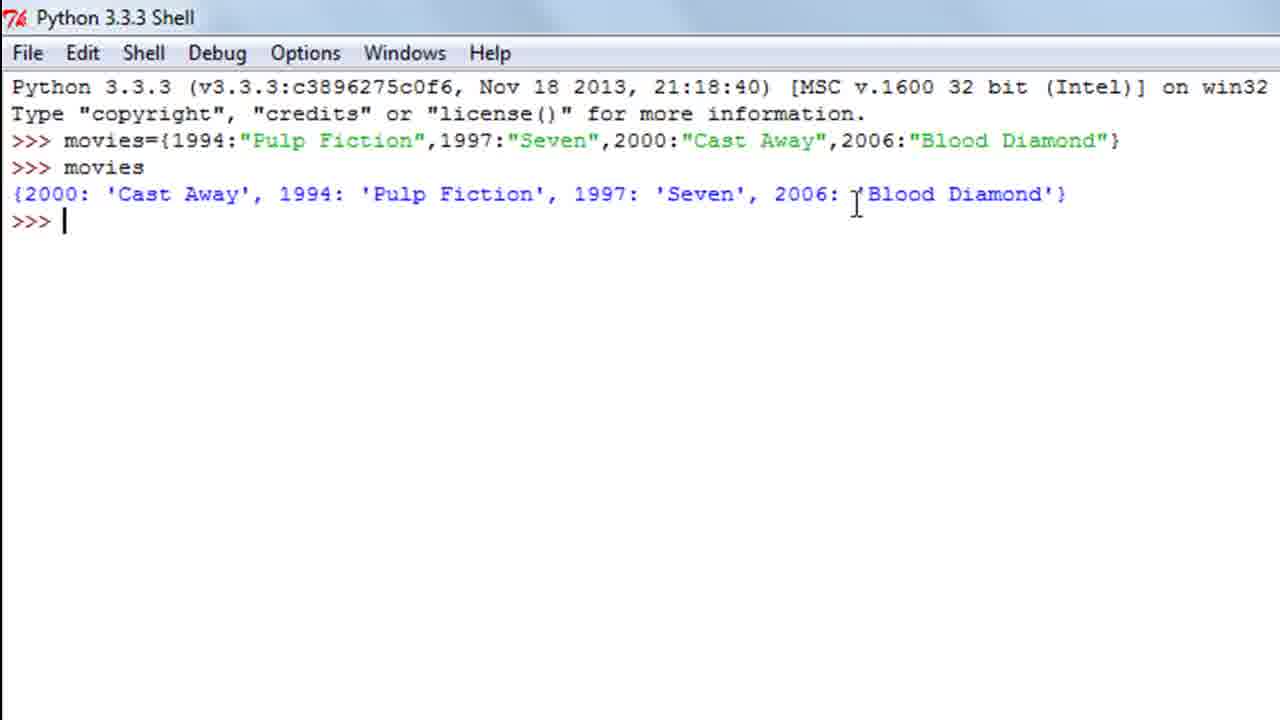 Python 3.3.3 Shell
File Edit Shell Debug Options Windows Help
Python 3.3.3 (v3.3.3:c3896275c0f6, Nov 18 2013, 21:18:40) [MSC v.1600 32 bit (Intel)] on win32
Type "copyright", "credits" or "license()" for more information.
>>> movies={1994:"Pulp Fiction",1997:"Seven",2000:"Cast Away",2006:"Blood Diamond"}
>>> movies
{2000: 'Cast Away', 1994: 'Pulp Fiction', 1997: 'Seven', 2006: 'Blood Diamond'}
>>>